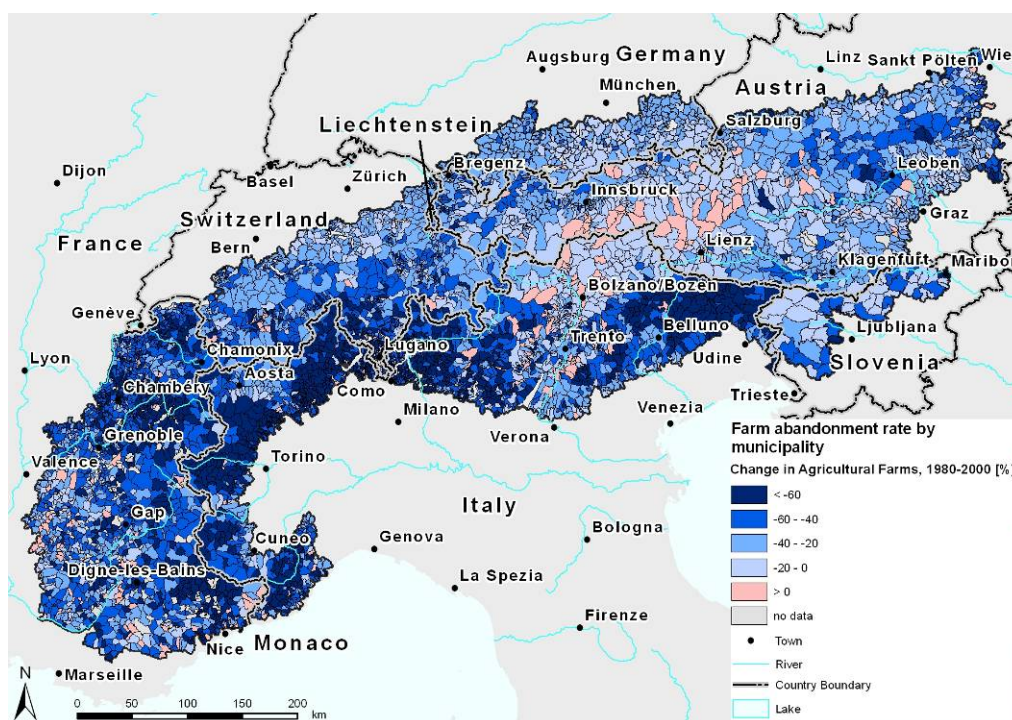 Augsburg
Germany
Linz
Sankt Pölten
Wie
München
Austria
Liechtenstein
Salzburg
Dijon
Basel
Zürich
Bregenz
Leoben
Innsbruck
Switzerland
Graz
France
Bern
Lienz
Klagenfurt
Maribor
Bolzano/Bozen
Genève
Trento
Belluno
Ljubljana
Lugano
Lyon
Chamonix
Udine
Slovenia
Aosta
Como
Chambéry
Milano
Venezia
Trieste
Grenoble
Verona
Valence
Torino
Gap
Italy
Bologna
Cunéo
Genova
Digne-les-Bains
La Spezia
Firenze
Monaco
Nice
Marseille
N
0 50 100 150 200
km
Farm abandonment rate by
municipality
Change in Agricultural Farms, 1980-2000 [%]
< -60
-60 - -40
-40 - -20
-20 - 0
> 0
no data
Town
River
Country Boundary
Lake